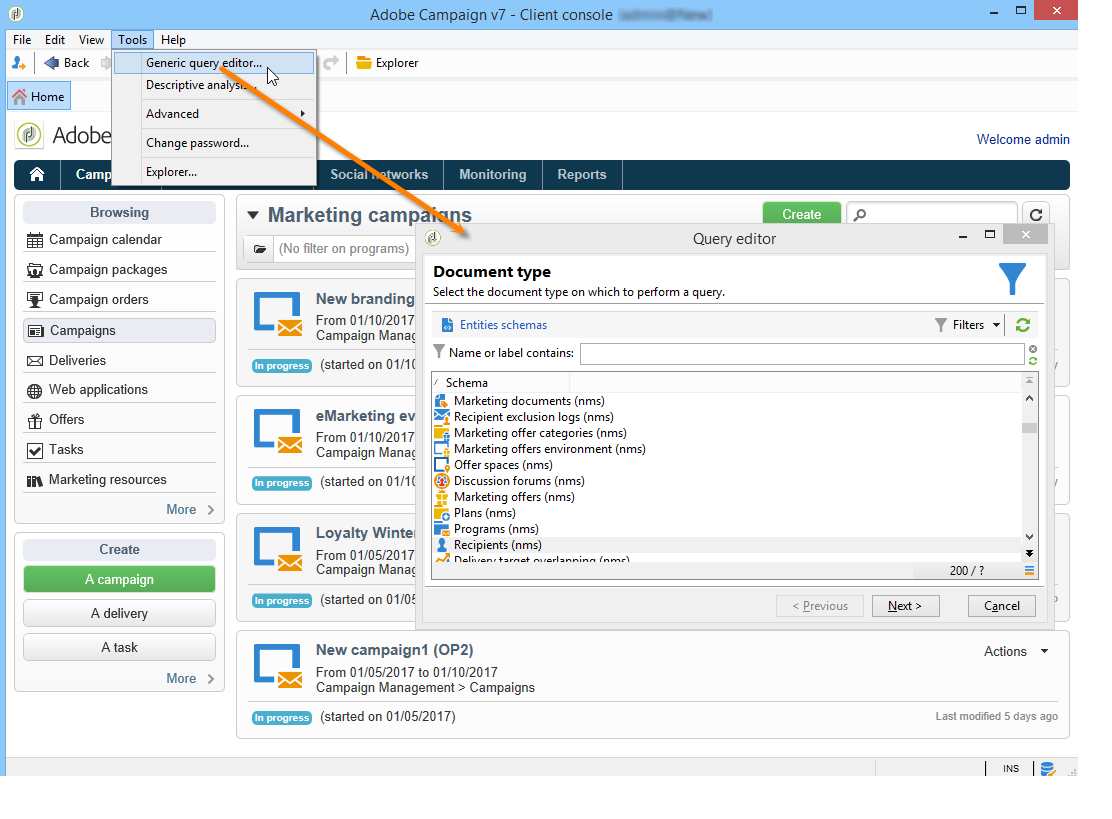 Adobe Campaign v7 - Client console
File Edit View Tools Help
Back
Explorer
Generic query editor...
Descriptive analysis...
Advanced
Change password...
Explorer...
Home
Adobe
Welcome admin
Camp
Social networks
Monitoring
Reports
Browsing
Campaign calendar
Campaign packages
Campaign orders
Campaigns
Deliveries
Web applications
Offers
Tasks
Marketing resources
More
Create
A campaign
A delivery
A task
More
Marketing campaigns
Create
(No filter on programs)
New branding
From 01/10/2017
Campaign Manag
In progress (started on 01/10
eMarketing ev
From 01/10/2017
Campaign Manag
In progress (started on 01/10
Loyalty Winter
From 01/05/2017
Campaign Manag
In progress (started on 01/05
New campaign1 (OP2)
Actions
From 01/05/2017 to 01/10/2017
Campaign Management > Campaigns
In progress (started on 01/05/2017)
Last modified 5 days ago
Query editor
Document type
Select the document type on which to perform a query.
Entities schemas
Filters
Name or label contains:
Schema
Marketing documents (nms)
Recipient exclusion logs (nms)
Marketing offer categories (nms)
Marketing offers environment (nms)
Offer spaces (nms)
Discussion forums (nms)
Marketing offers (nms)
Plans (nms)
Programs (nms)
Recipients (nms)
Delivery target overlapping (nms)
200 / ?
< Previous
Next >
Cancel
INS